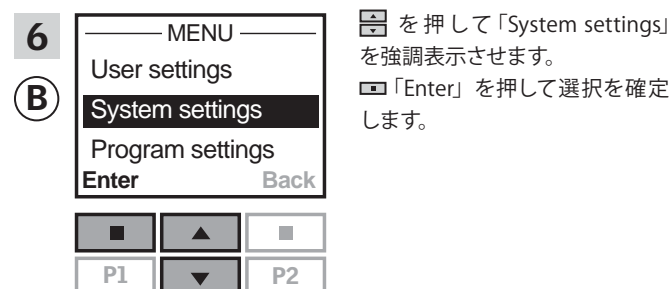 6
B
MENU
User settings
System settings
Program settings
Enter Back
P1 P2
を押して「System settings」
を強調表示させます。
「Enter」を押して選択を確定
します。